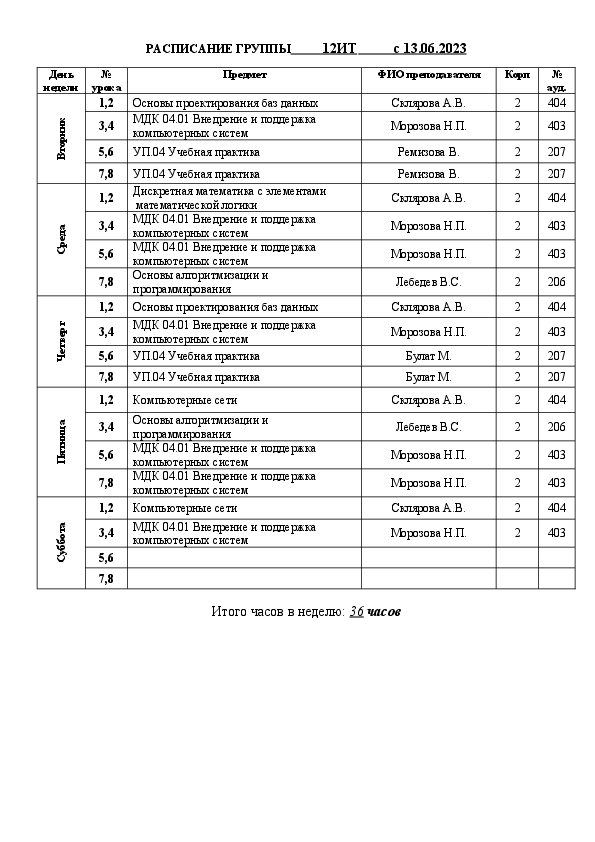 РАСПИСАНИЕ ГРУППЫ 12ИТ с 13.06.2023
День недели № урока Предмет ФИО преподавателя Корп № ауд.
Вторник
1,2 Основы проектирования баз данных Склярова А.В. 2 404
3,4 МДК 04.01 Внедрение и поддержка
компьютерных систем Морозова Н.П. 2 403
5,6 УП.04 Учебная практика Ремизова В. 2 207
7,8 УП.04 Учебная практика Ремизова В. 2 207
Среда
1,2 Дискретная математика с элементами
математической логики Склярова А.В. 2 404
3,4 МДК 04.01 Внедрение и поддержка
компьютерных систем Морозова Н.П. 2 403
5,6 МДК 04.01 Внедрение и поддержка
компьютерных систем Морозова Н.П. 2 403
7,8 Основы алгоритмизации и
программирования Лебедев В.С. 2 206
Четверг
1,2 Основы проектирования баз данных Склярова А.В. 2 404
3,4 МДК 04.01 Внедрение и поддержка
компьютерных систем Морозова Н.П. 2 403
5,6 УП.04 Учебная практика Булат М. 2 207
7,8 УП.04 Учебная практика Булат М. 2 207
Пятница
1,2 Компьютерные сети Склярова А.В. 2 404
3,4 Основы алгоритмизации и
программирования Лебедев В.С. 2 206
5,6 МДК 04.01 Внедрение и поддержка
компьютерных систем Морозова Н.П. 2 403
7,8 МДК 04.01 Внедрение и поддержка
компьютерных систем Морозова Н.П. 2 403
Суббота
1,2 Компьютерные сети Склярова А.В. 2 404
3,4 МДК 04.01 Внедрение и поддержка
компьютерных систем Морозова Н.П. 2 403
5,6
7,8
Итого часов в неделю: 36 часов